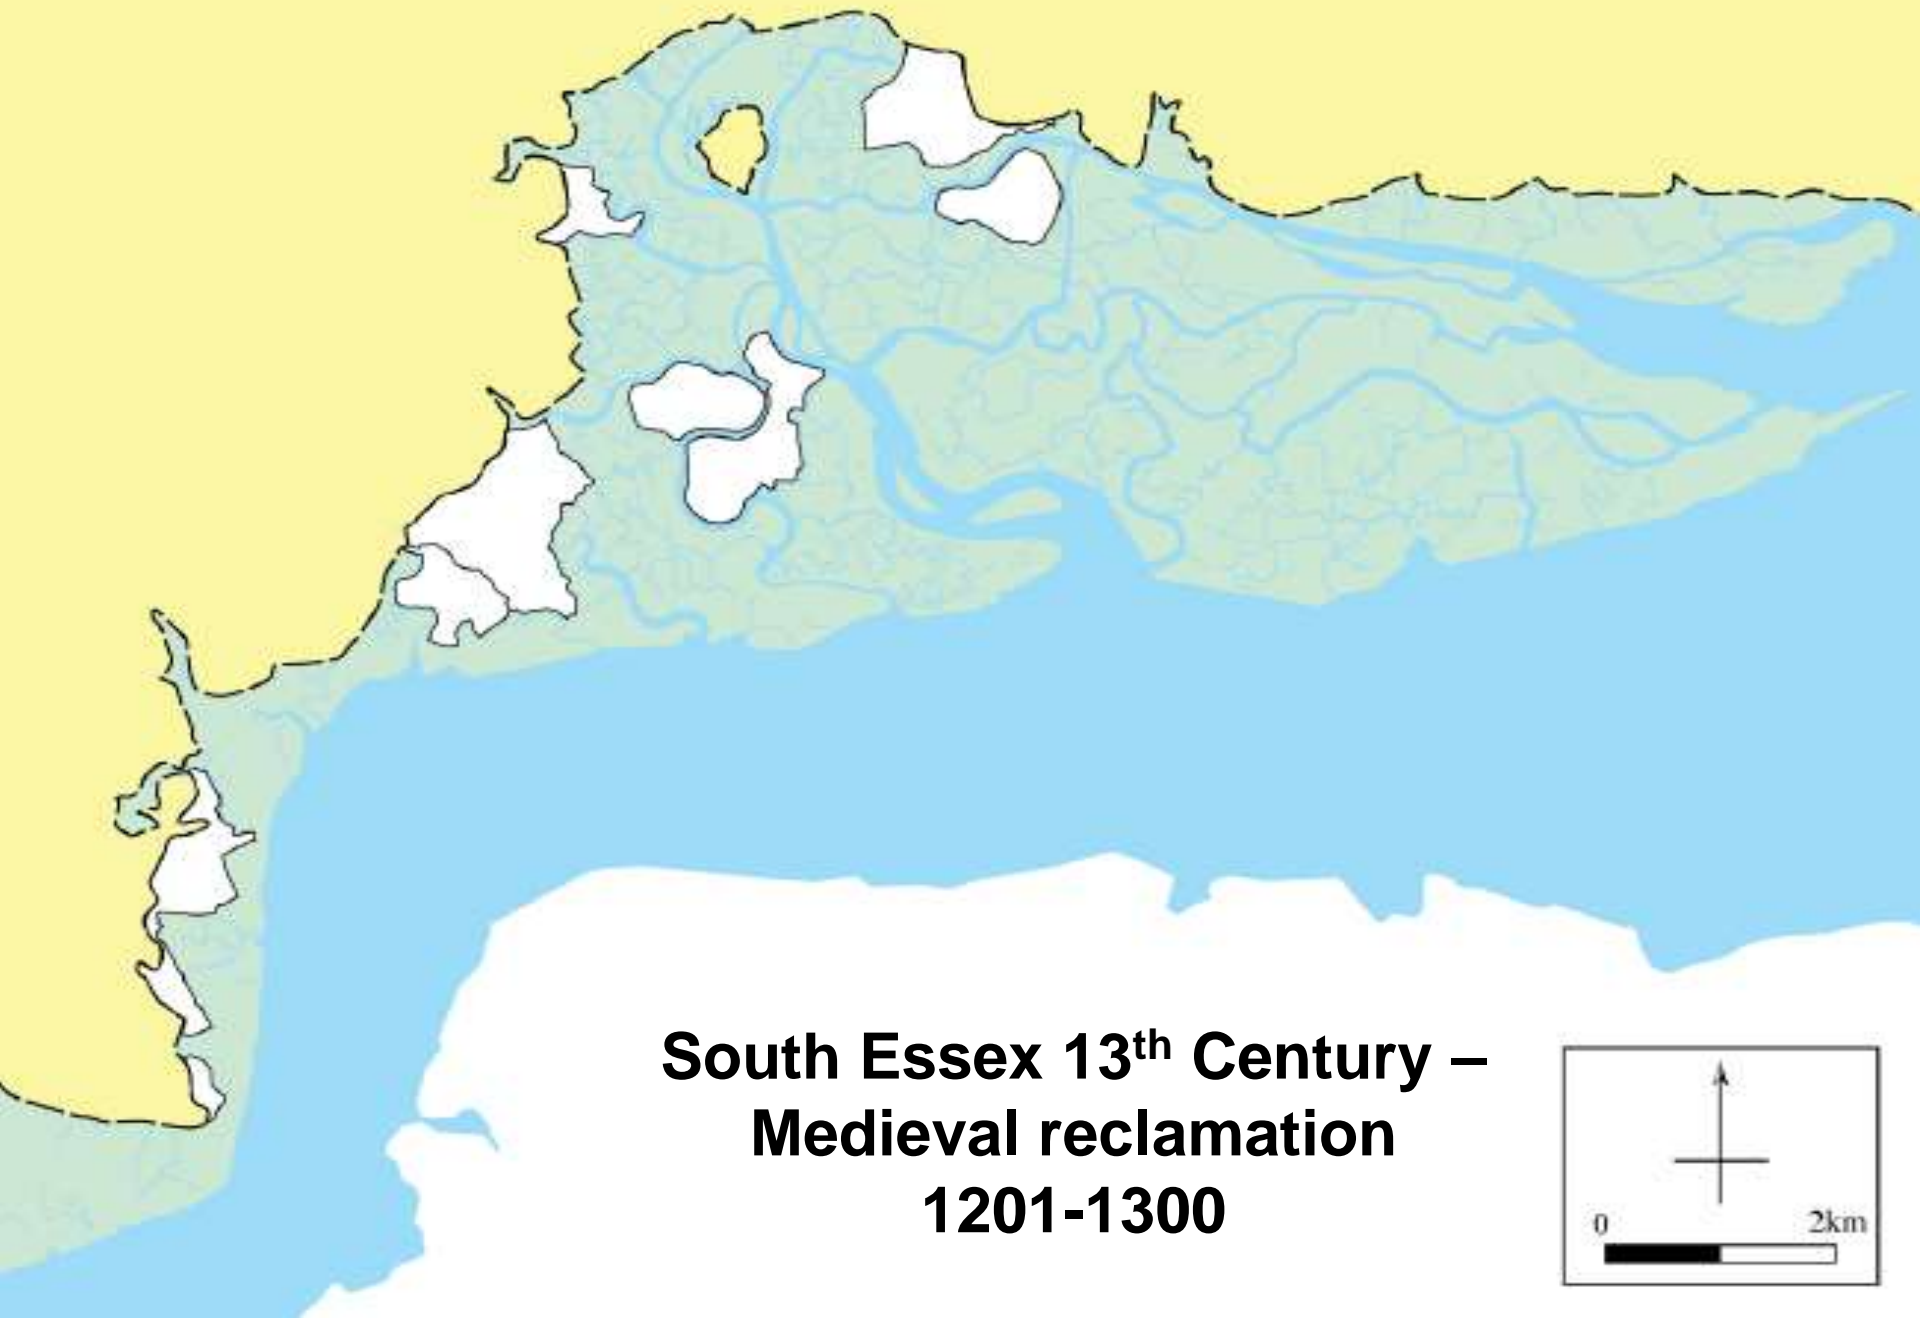 South Essex 13th Century –
Medieval reclamation
1201-1300
0 2km